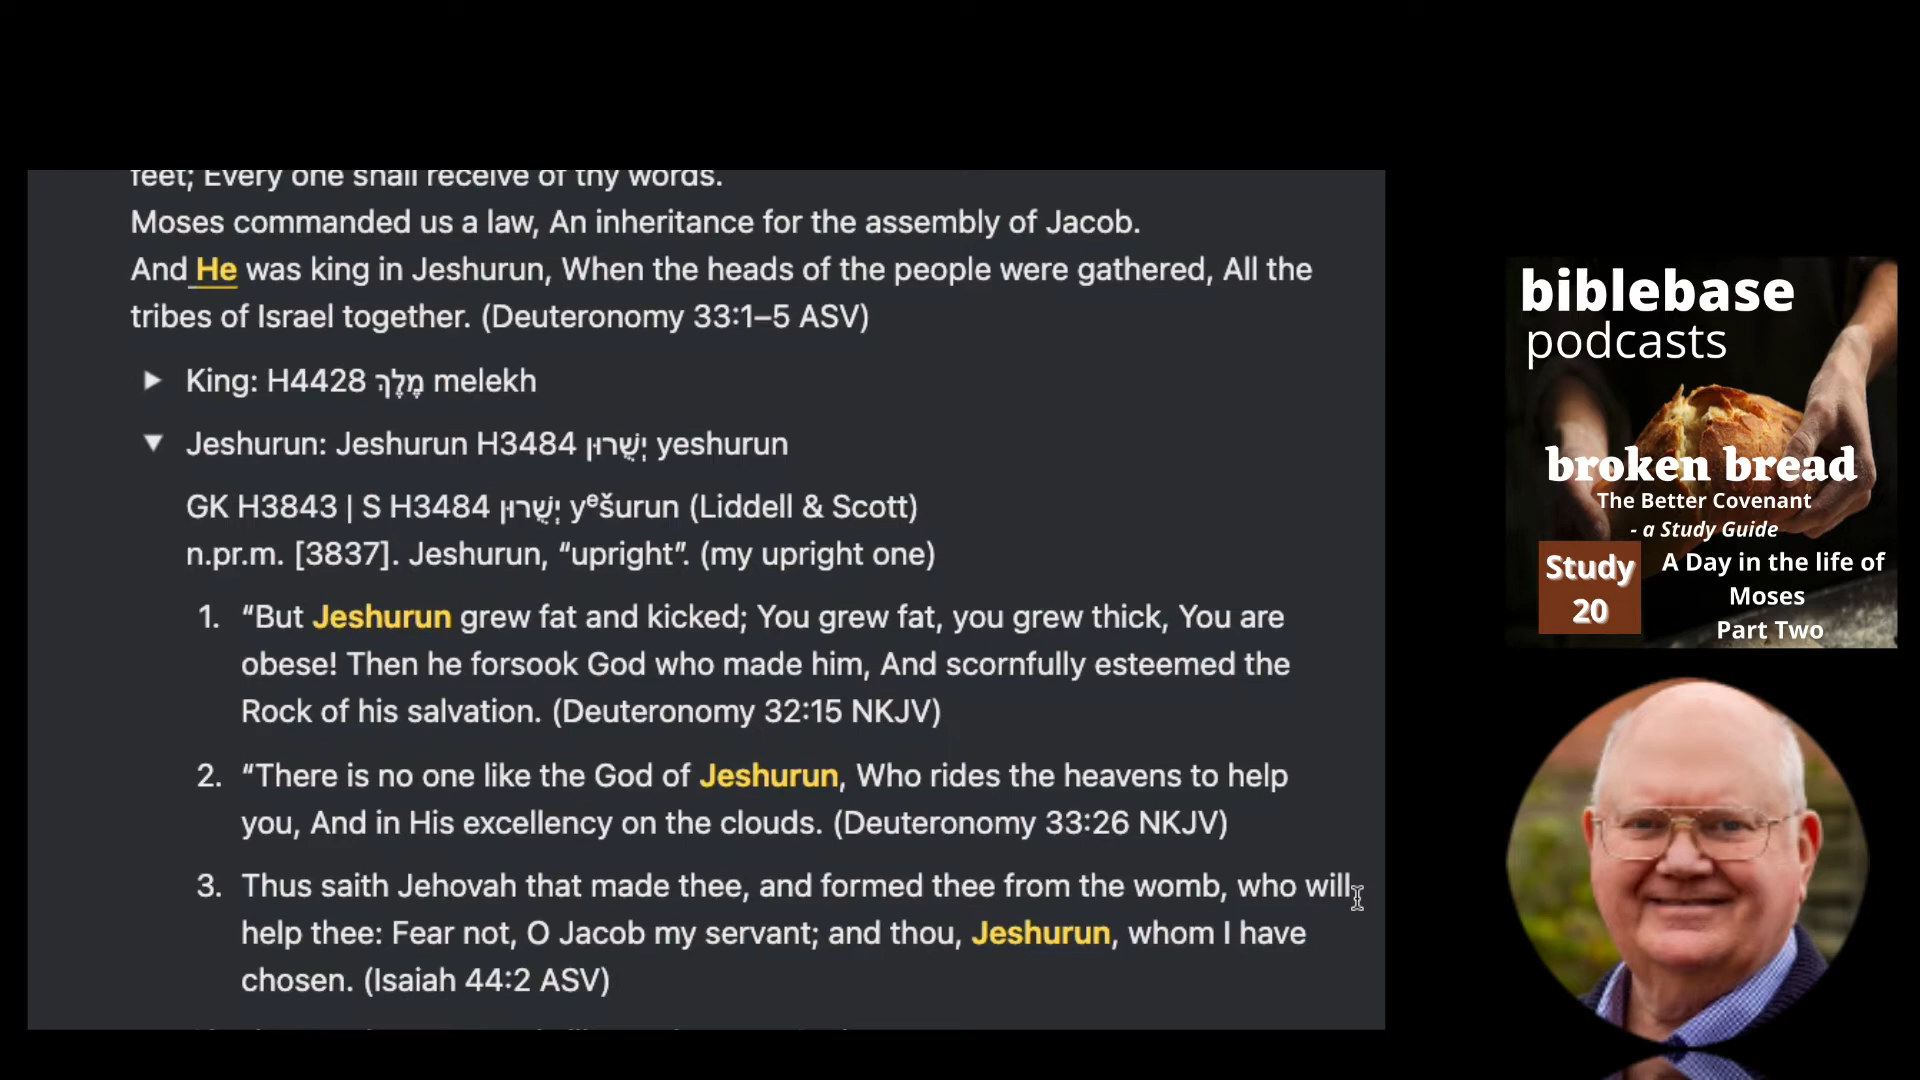 feet; Every one shall receive of thy words.
Moses commanded us a law, An inheritance for the assembly of Jacob.
And He was king in Jeshurun, When the heads of the people were gathered, All the
tribes of Israel together. (Deuteronomy 33:1–5 ASV)
▶ King: H4428 מֶלֶךְ melekh
▼ Jeshurun: Jeshurun H3484 יְשֻׁרוּן yeshurun
GK H3843 | S H3484 יְשֻׁרוּן yᵉšurun (Liddell & Scott)
n.pr.m. [3837]. Jeshurun, “upright”. (my upright one)
1. “But Jeshurun grew fat and kicked; You grew fat, you grew thick, You are
obese! Then he forsook God who made him, And scornfully esteemed the
Rock of his salvation. (Deuteronomy 32:15 NKJV)
2. “There is no one like the God of Jeshurun, Who rides the heavens to help
you, And in His excellency on the clouds. (Deuteronomy 33:26 NKJV)
3. Thus saith Jehovah that made thee, and formed thee from the womb, who will
help thee: Fear not, O Jacob my servant; and thou, Jeshurun, whom I have
chosen. (Isaiah 44:2 ASV)
biblebase
podcasts
broken bread
The Better Covenant
- a Study Guide
Study
20
A Day in the life of
Moses
Part Two